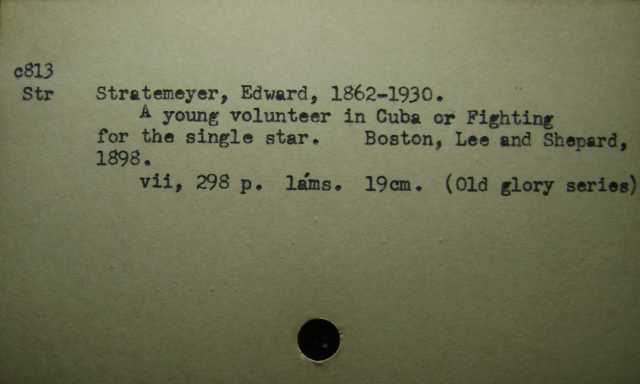 c813
Str Stratemeyer, Edward, 1862-1930.
A young volunteer in Cuba or Fighting
for the single star. Boston, Lee and Shepard,
1898.
vii, 298 p. láms. 19cm. (Old glory series)